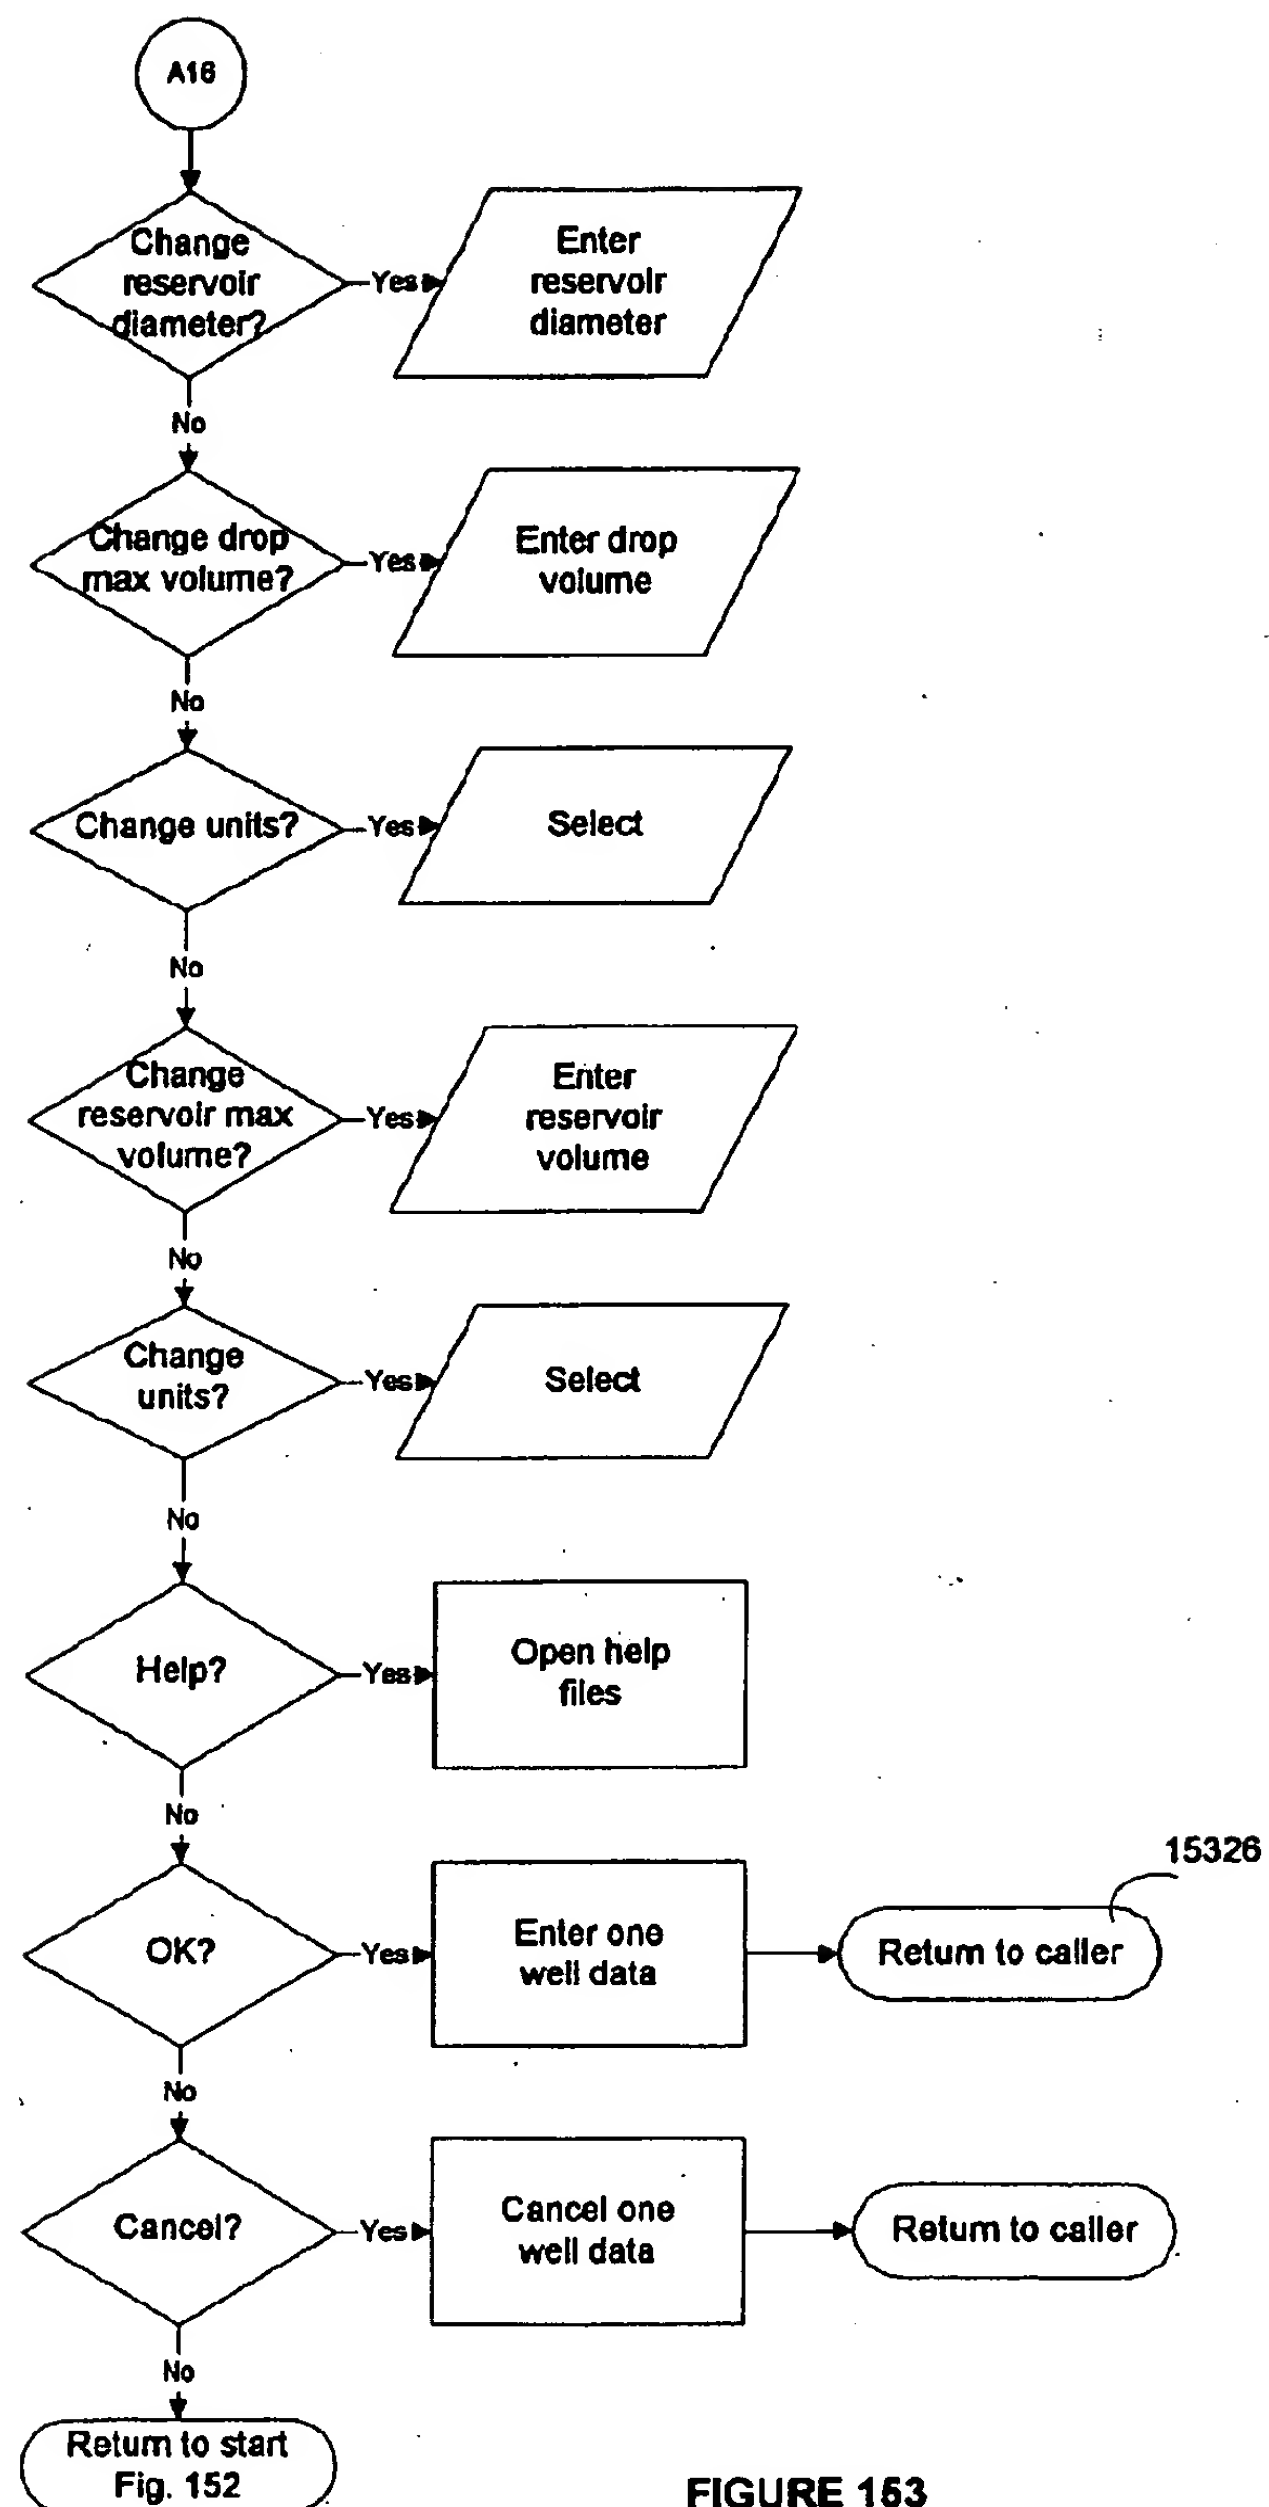 A16
Change
reservoir
diameter?
Yes
Enter
reservoir
diameter
No
Change drop
max volume?
Yes
Enter drop
volume
No
Change units?
Yes
Select
No
Change
reservoir max
volume?
Yes
Enter
reservoir
volume
No
Change
units?
Yes
Select
No
Help?
Yes
Open help
files
No
15326
OK?
Yes
Enter one
well data
Return to caller
No
Cancel?
Yes
Cancel one
well data
Return to caller
No
Return to start
Fig. 152
FIGURE 153